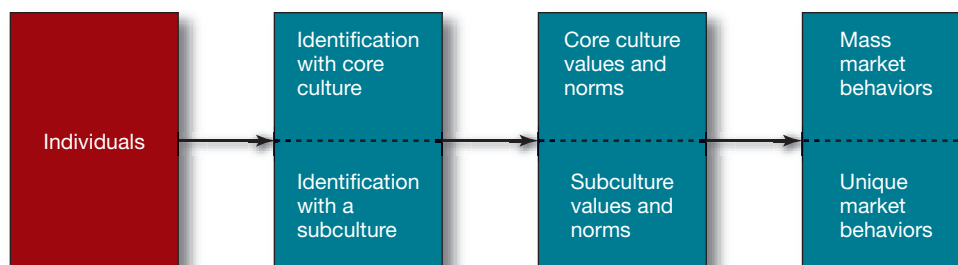 Individuals
Identification
with core
culture
Identification
with a
subculture
Core culture
values and
norms
Subculture
values and
norms
Mass
market
behaviors
Unique
market
behaviors